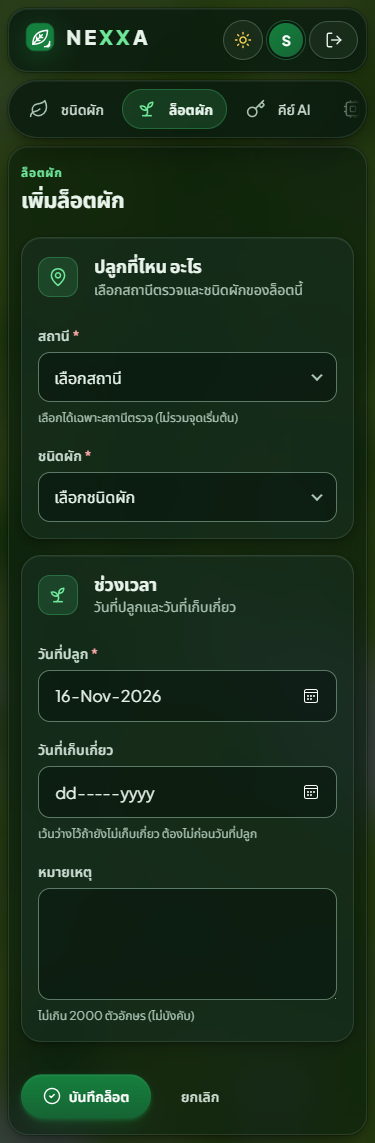 NEXXA
S
ชนิดผัก
ล็อตผัก
คีย์ AI
ล็อตผัก
เพิ่มล็อตผัก
ปลูกที่ไหน อะไร
เลือกสถานีตรวจและชนิดผักของล็อตนี้
สถานี *
เลือกสถานี
เลือกได้เฉพาะสถานีตรวจ (ไม่รวมจุดเริ่มต้น)
ชนิดผัก *
เลือกชนิดผัก
ช่วงเวลา
วันที่ปลูกและวันที่เก็บเกี่ยว
วันที่ปลูก *
16-Nov-2026
วันที่เก็บเกี่ยว
dd-----yyyy
เว้นว่างไว้ถ้ายังไม่เก็บเกี่ยว ต้องไม่ก่อนวันที่ปลูก
หมายเหตุ
ไม่เกิน 2000 ตัวอักษร (ไม่บังคับ)
บันทึกล็อต
ยกเลิก